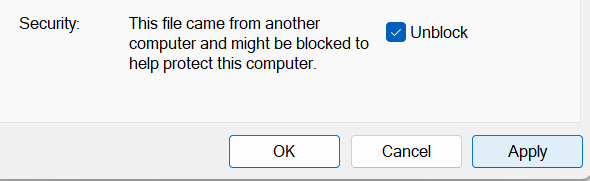 Security:
This file came from another
computer and might be blocked to
help protect this computer.
Unblock
OK
Cancel
Apply